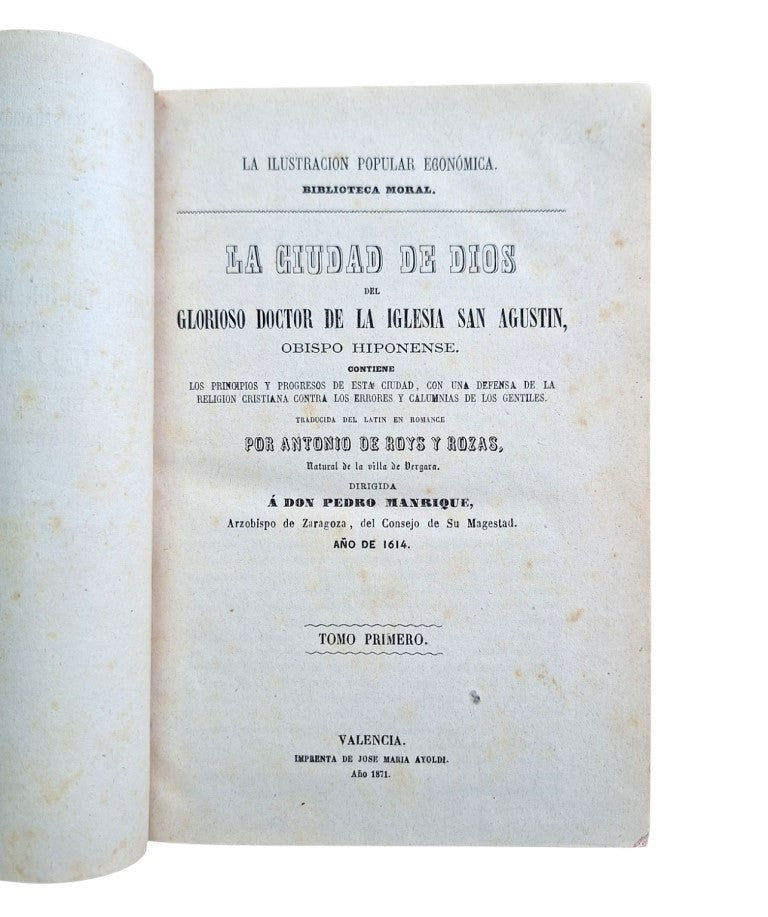 LA ILUSTRACION POPULAR ECONÓMICA.
BIBLIOTECA MORAL.
LA CIUDAD DE DIOS
DEL
GLORIOSO DOCTOR DE LA IGLESIA SAN AGUSTIN,
OBISPO HIPONENSE.
CONTIENE
LOS PRINCIPIOS Y PROGRESOS DE ESTA CIUDAD, CON UNA DEFENSA DE LA
RELIGION CRISTIANA CONTRA LOS ERRORES Y CALUMNIAS DE LOS GENTILES.
TRADUCIDA DEL LATIN EN ROMANCE
POR ANTONIO DE ROYS Y ROZAS,
Natural de la villa de Vergara.
DIRIGIDA
Á DON PEDRO MANRIQUE,
Arzobispo de Zaragoza, del Consejo de Su Magestad.
AÑO DE 1614.
TOMO PRIMERO.
VALENCIA.
IMPRENTA DE JOSE MARIA AYOLDI.
Año 1871.